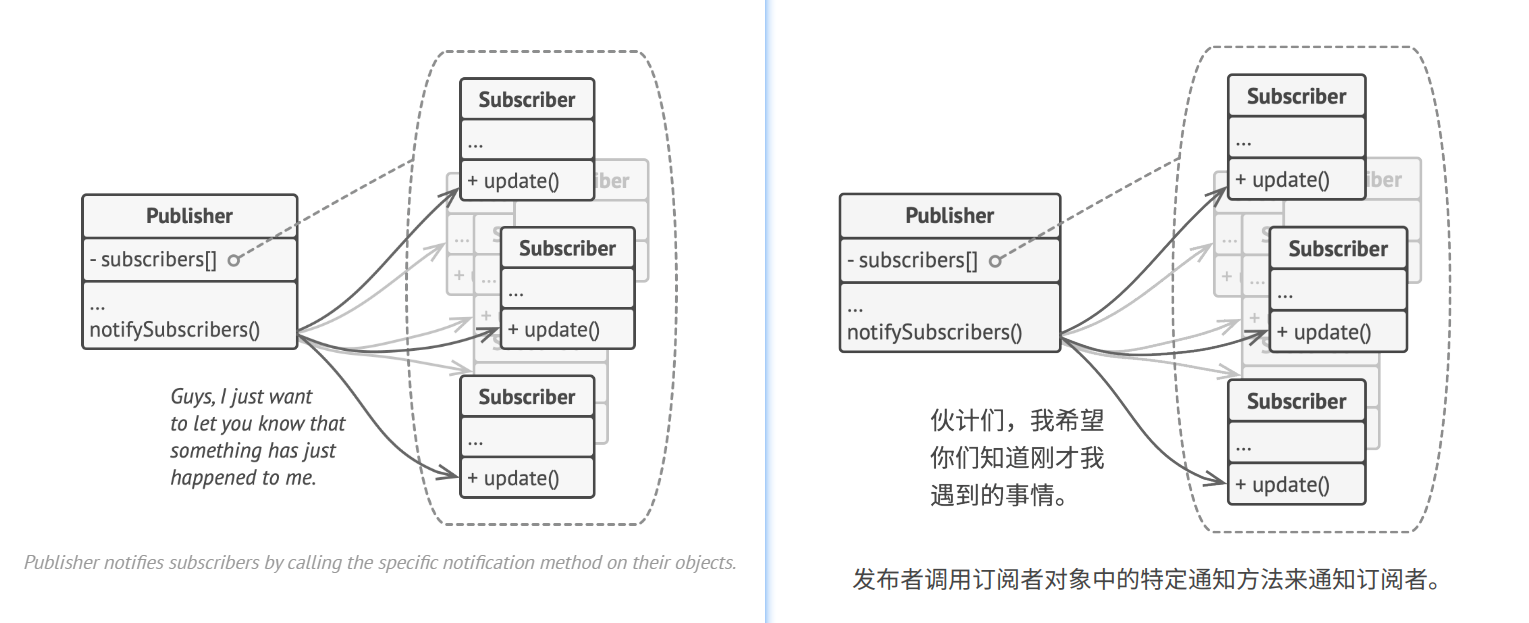 Subscriber
...
+ update()
iber
Publisher
- subscribers[]
...
notifySubscribers()
...
+
S
...
+
Subscriber
...
+ update()
S
Subscriber
...
+ update()
Guys, I just want
to let you know that
something has just
happened to me.
Publisher notifies subscribers by calling the specific notification method on their objects.
Subscriber
...
+ update()
iber
Publisher
- subscribers[]
...
notifySubscribers()
...
+
S
...
+
Subscriber
...
+ update()
S
Subscriber
...
+ update()
伙计们，我希望
你们知道刚才我
遇到的事情。
发布者调用订阅者对象中的特定通知方法来通知订阅者。